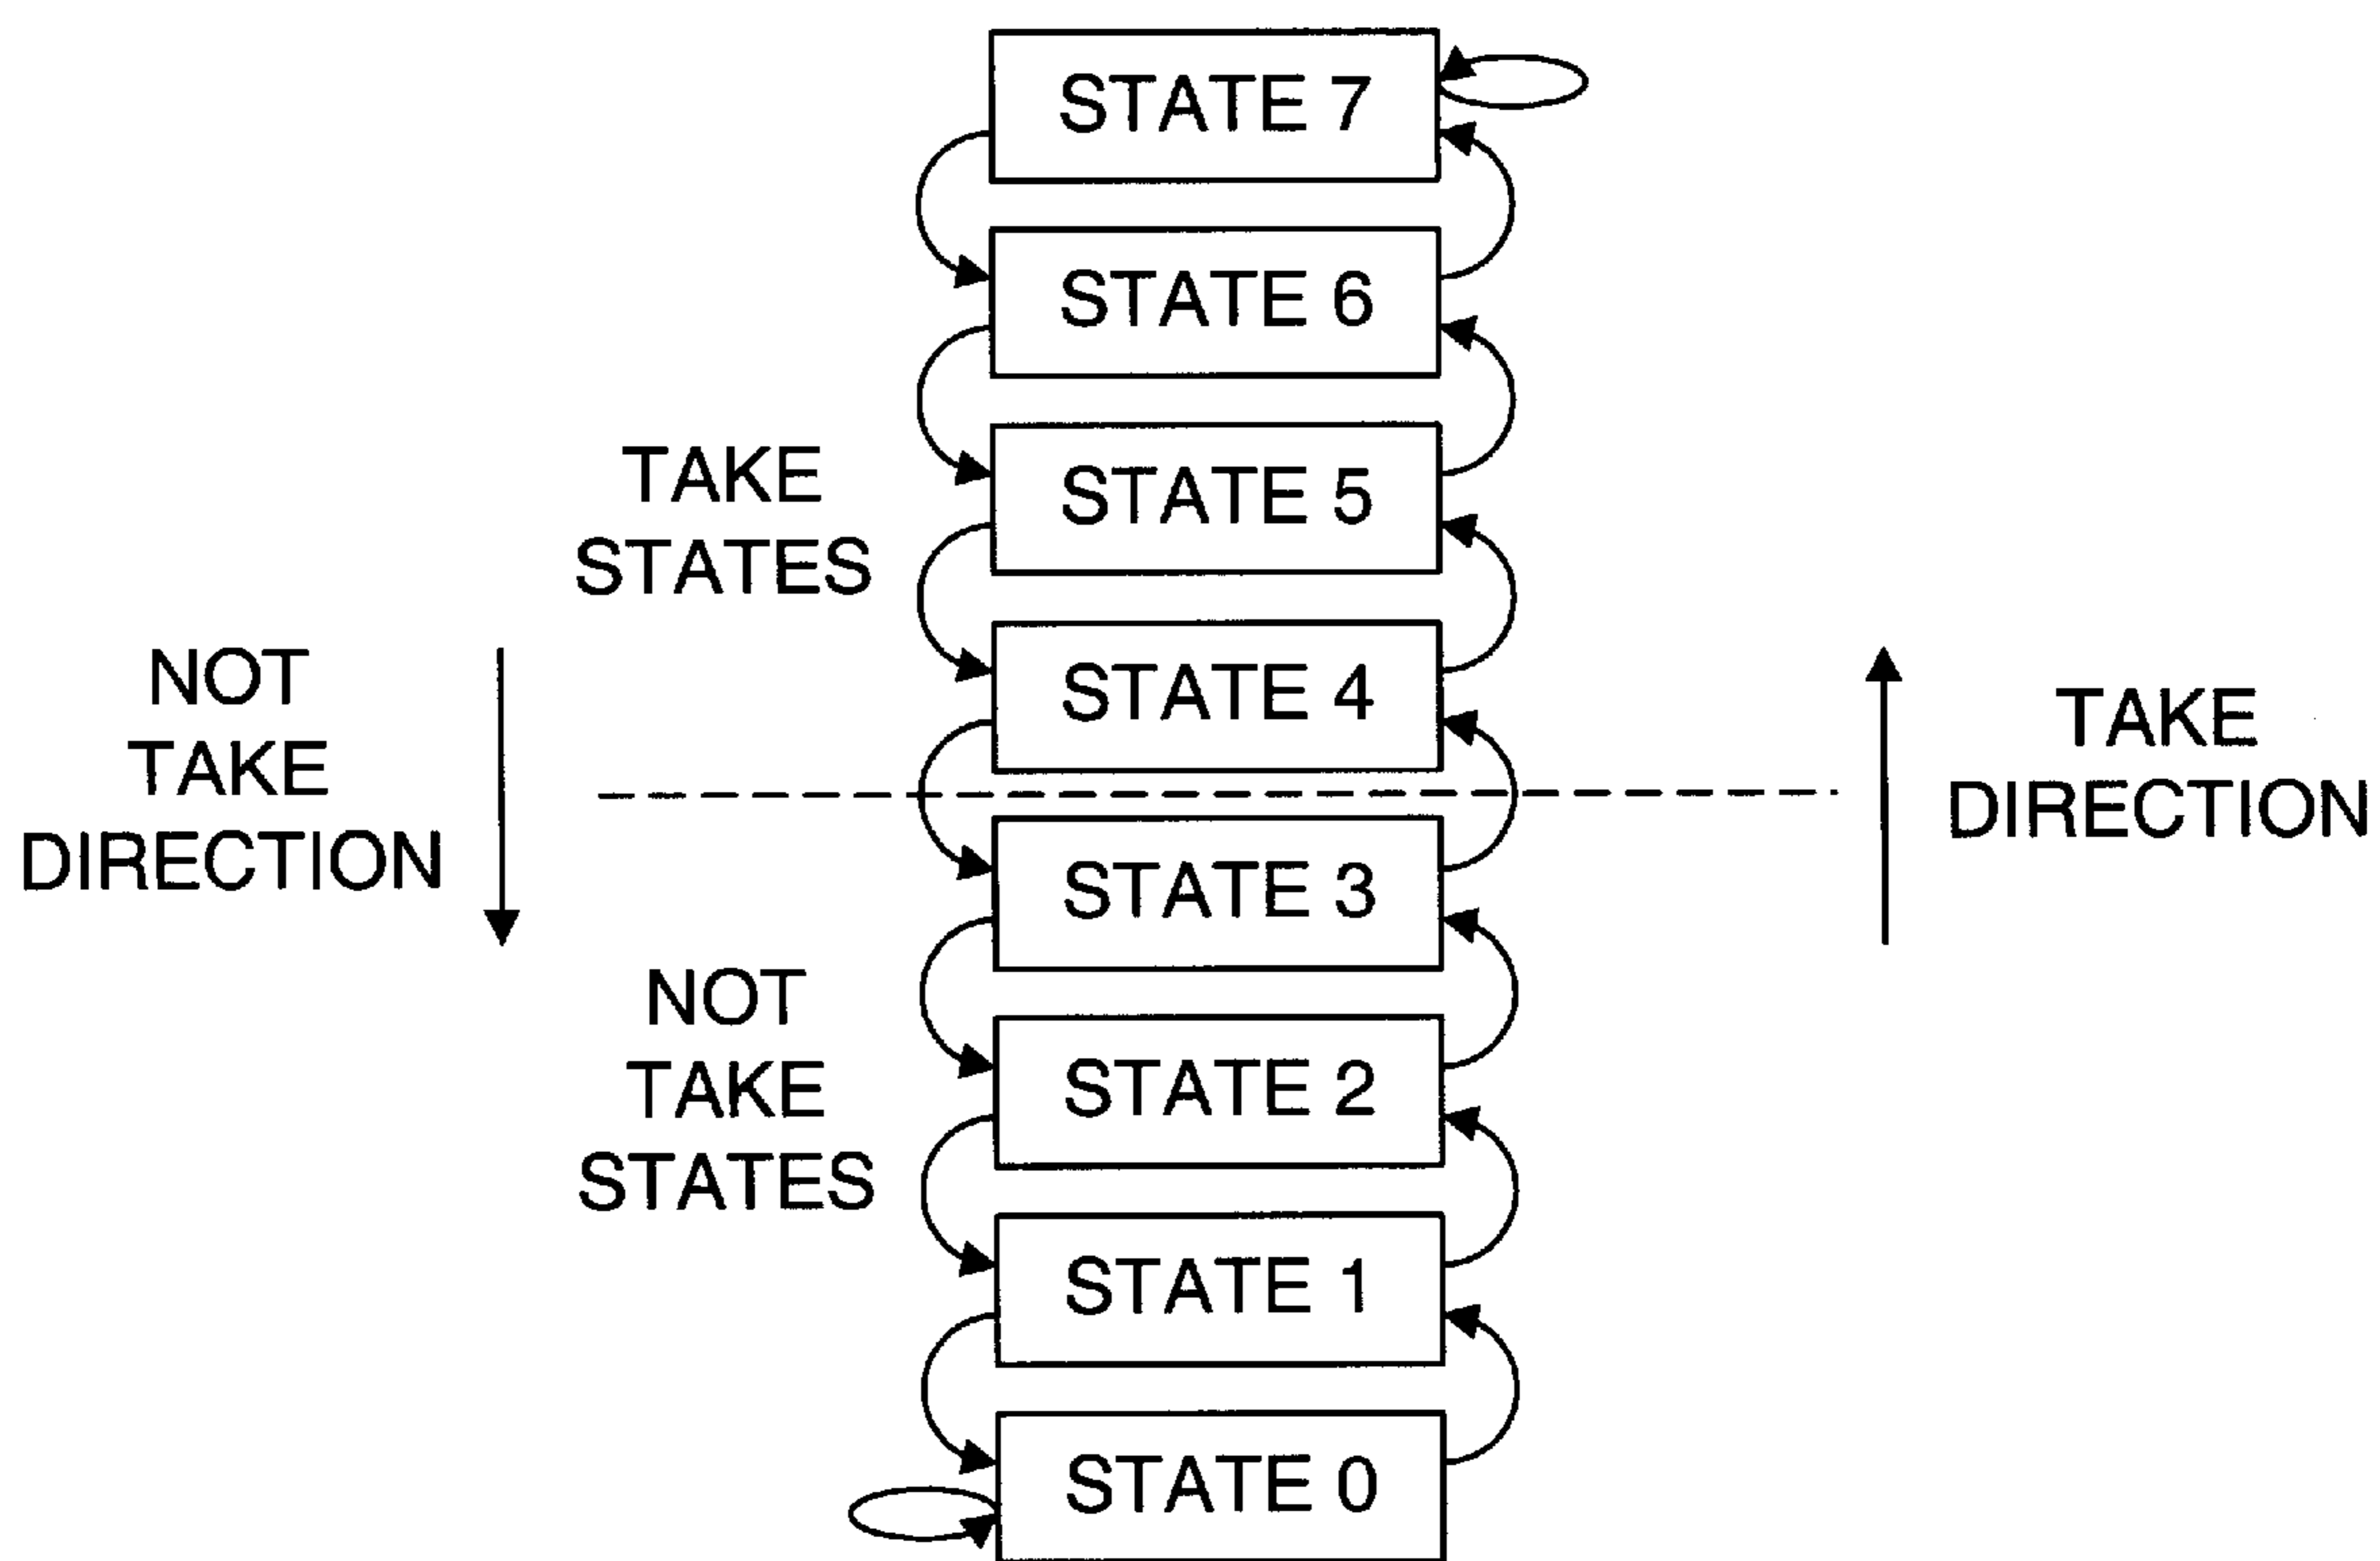 STATE 7
STATE 6
TAKE
STATES
STATE 5
NOT
TAKE
DIRECTION
STATE 4
TAKE
DIRECTION
STATE 3
NOT
TAKE
STATES
STATE 2
STATE 1
STATE 0